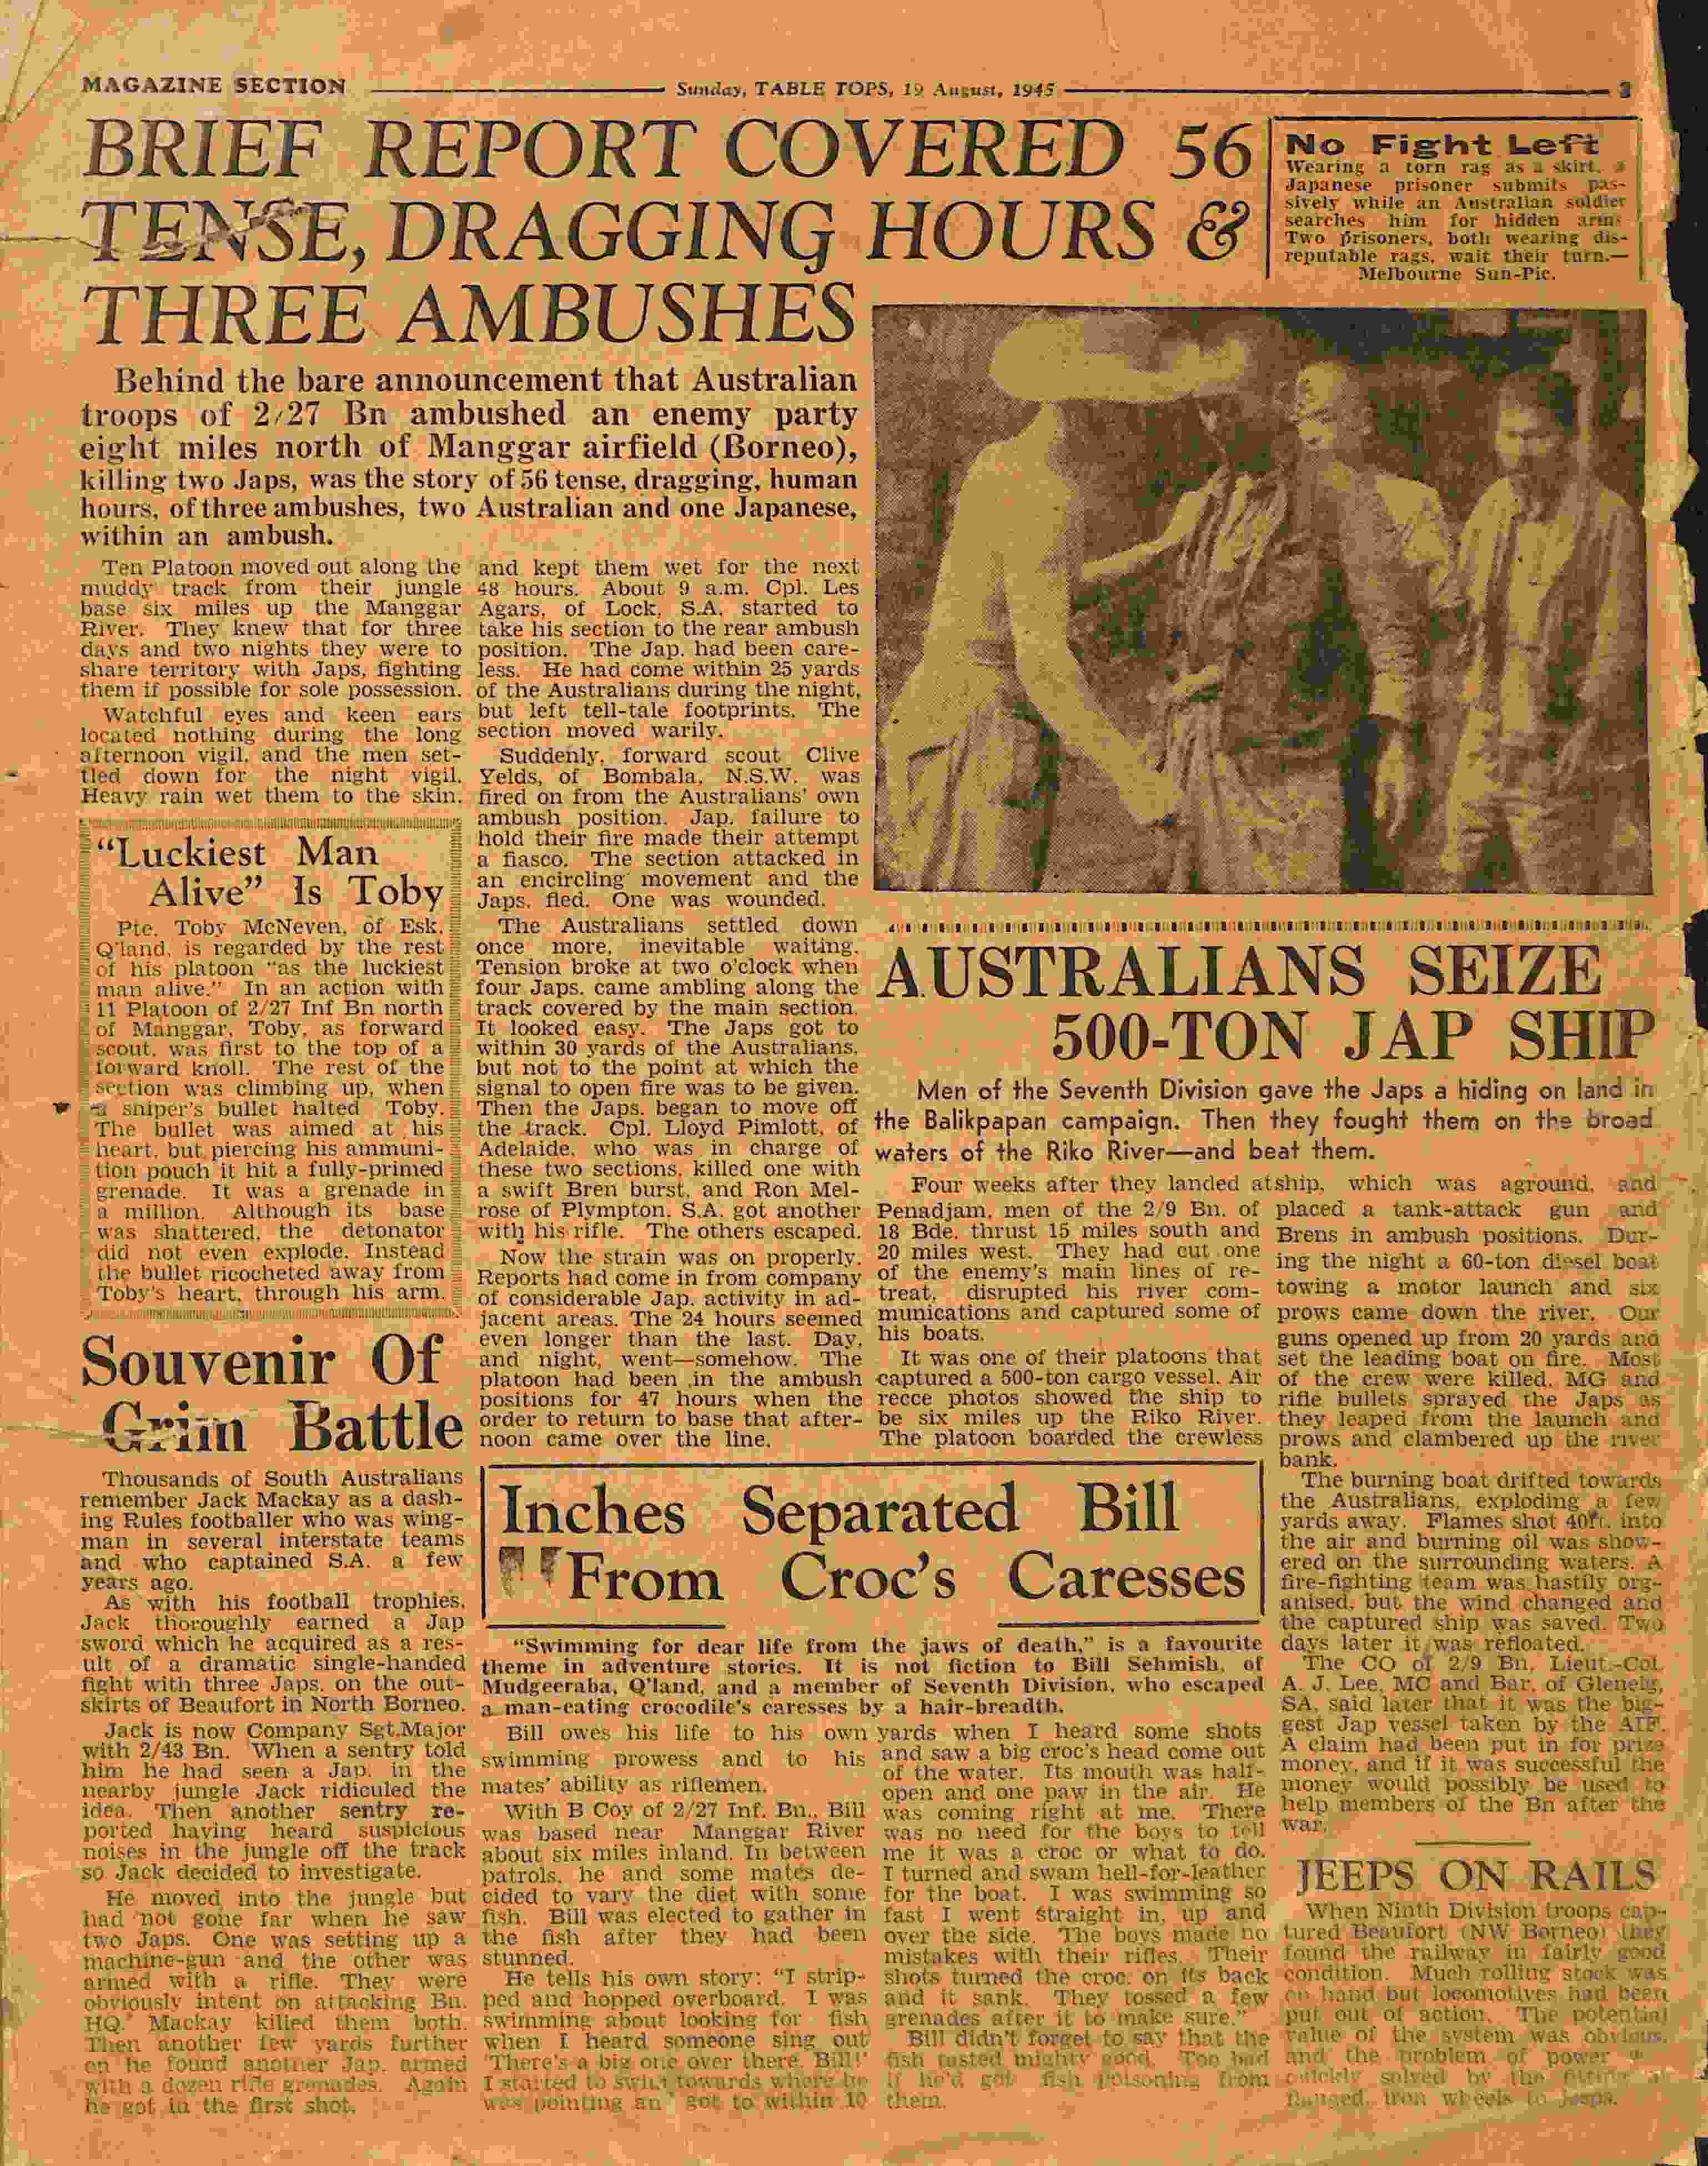 MAGAZINE SECTION
Sunday, TABLE TOPS, 19 August, 1945
3
BRIEF REPORT COVERED 56
TENSE, DRAGGING HOURS &
THREE AMBUSHES
Behind the bare announcement that Australian
troops of 2/27 Bn ambushed an enemy party
eight miles north of Manggar airfield (Borneo),
killing two Japs, was the story of 56 tense, dragging, human
hours, of three ambushes, two Australian and one Japanese,
within an ambush.
Ten Platoon moved out along the
muddy track from their jungle
base six miles up the Manggar
River. They knew that for three
days and two nights they were to
share territory with Japs, fighting
them if possible for sole possession.
Watchful eyes and keen ears
located nothing during the long
afternoon vigil, and the men set-
tled down for the night vigil.
Heavy rain wet them to the skin,
and kept them wet for the next
48 hours. About 9 a.m. Cpl. Les
Agars, of Lock, S.A. started to
take his section to the rear ambush
position. The Jap. had been care-
less. He had come within 25 yards
of the Australians during the night,
but left tell-tale footprints. The
section moved warily.
Suddenly, forward scout Clive
Yelds, of Bombala, N.S.W. was
fired on from the Australians' own
ambush position. Jap. failure to
hold their fire made their attempt
a fiasco. The section attacked in
an encircling movement and the
Japs. fled. One was wounded.
The Australians settled down
once more, inevitable waiting.
Tension broke at two o'clock when
four Japs. came ambling along the
track covered by the main section.
It looked easy. The Japs got to
within 30 yards of the Australians,
but not to the point at which the
signal to open fire was to be given.
Then the Japs. began to move off
the track. Cpl. Lloyd Pimlott, of
Adelaide, who was in charge of
these two sections, killed one with
a swift Bren burst, and Ron Mel-
rose of Plympton, S.A. got another
with his rifle. The others escaped.
Now the strain was on properly.
Reports had come in from company
of considerable Jap. activity in ad-
jacent areas. The 24 hours seemed
even longer than the last. Day,
and night, went—somehow. The
platoon had been in the ambush
positions for 47 hours when the
order to return to base that after-
noon came over the line.
"Luckiest Man
Alive" Is Toby
Pte. Toby McNeven, of Esk,
Q'land, is regarded by the rest
of his platoon "as the luckiest
man alive." In an action with
11 Platoon of 2/27 Inf Bn north
of Manggar, Toby, as forward
scout, was first to the top of a
forward knoll. The rest of the
section was climbing up, when
a sniper's bullet halted Toby.
The bullet was aimed at his
heart, but piercing his ammuni-
tion pouch it hit a fully-primed
grenade. It was a grenade in
a million. Although its base
was shattered, the detonator
did not even explode. Instead
the bullet ricocheted away from
Toby's heart, through his arm.
Souvenir Of
Grim Battle
Thousands of South Australians
remember Jack Mackay as a dash-
ing Rules footballer who was wing-
man in several interstate teams
and who captained S.A. a few
years ago.
As with his football trophies,
Jack thoroughly earned a Jap
sword which he acquired as a res-
ult of a dramatic single-handed
fight with three Japs. on the out-
skirts of Beaufort in North Borneo.
Jack is now Company Sgt.Major
with 2/43 Bn. When a sentry told
him he had seen a Jap. in the
nearby jungle Jack ridiculed the
idea. Then another sentry re-
ported having heard suspicious
noises in the jungle off the track
so Jack decided to investigate.
He moved into the jungle but
had not gone far when he saw
two Japs. One was setting up a
machine-gun and the other was
armed with a rifle. They were
obviously intent on attacking Bn.
HQ. Mackay killed them both.
Then another few yards further
on he found another Jap. armed
with a dozen rifle grenades. Again
he got in the first shot.
No Fight Left
Wearing a torn rag as a skirt, a
Japanese prisoner submits pas-
sively while an Australian soldier
searches him for hidden arms
Two prisoners, both wearing dis-
reputable rags, wait their turn.—
Melbourne Sun-Pic.
AUSTRALIANS SEIZE
500-TON JAP SHIP
Men of the Seventh Division gave the Japs a hiding on land in
the Balikpapan campaign. Then they fought them on the broad
waters of the Riko River—and beat them.
Four weeks after they landed at
Penadjam, men of the 2/9 Bn. of
18 Bde. thrust 15 miles south and
20 miles west. They had cut one
of the enemy's main lines of re-
treat, disrupted his river com-
munications and captured some of
his boats.
It was one of their platoons that
captured a 500-ton cargo vessel. Air
recce photos showed the ship to
be six miles up the Riko River.
The platoon boarded the crewless
ship, which was aground, and
placed a tank-attack gun and
Brens in ambush positions. Dur-
ing the night a 60-ton diesel boat
towing a motor launch and six
prows came down the river. Our
guns opened up from 20 yards and
set the leading boat on fire. Most
of the crew were killed. MG and
rifle bullets sprayed the Japs as
they leaped from the launch and
prows and clambered up the river
bank.
The burning boat drifted towards
the Australians, exploding a few
yards away. Flames shot 40ft. into
the air and burning oil was show-
ered on the surrounding waters. A
fire-fighting team was hastily org-
anised, but the wind changed and
the captured ship was saved. Two
days later it was refloated.
The CO of 2/9 Bn, Lieut.-Col.
A. J. Lee, MC and Bar, of Glenelg,
SA, said later that it was the big-
gest Jap vessel taken by the AIF.
A claim had been put in for prize
money, and if it was successful the
money would possibly be used to
help members of the Bn after the
war.
Inches Separated Bill
From Croc's Caresses
"Swimming for dear life from the jaws of death," is a favourite
theme in adventure stories. It is not fiction to Bill Sehmish, of
Mudgeeraba, Q'land, and a member of Seventh Division, who escaped
a man-eating crocodile's caresses by a hair-breadth.
Bill owes his life to his own
swimming prowess and to his
mates' ability as riflemen.
With B Coy of 2/27 Inf. Bn., Bill
was based near Manggar River
about six miles inland. In between
patrols, he and some mates de-
cided to vary the diet with some
fish. Bill was elected to gather in
the fish after they had been
stunned.
He tells his own story: "I strip-
ped and hopped overboard. I was
swimming about looking for fish
when I heard someone sing out
'There's a big one over there, Bill!'
I started to swim towards where he
was pointing an' got to within 10
yards when I heard some shots
and saw a big croc's head come out
of the water. Its mouth was half-
open and one paw in the air. He
was coming right at me. There
was no need for the boys to tell
me it was a croc or what to do.
I turned and swam hell-for-leather
for the boat. I was swimming so
fast I went straight in, up and
over the side. The boys made no
mistakes with their rifles. Their
shots turned the croc. on its back
and it sank. They tossed a few
grenades after it to make sure."
Bill didn't forget to say that the
fish tasted mighty good. Too bad
if he'd got fish poisoning from
them.
JEEPS ON RAILS
When Ninth Division troops cap-
tured Beaufort (NW Borneo) they
found the railway in fairly good
condition. Much rolling stock was
on hand but locomotives had been
put out of action. The potential
value of the system was obvious,
and the problem of power
quickly solved by the fitting
flanged iron wheels to jeeps.